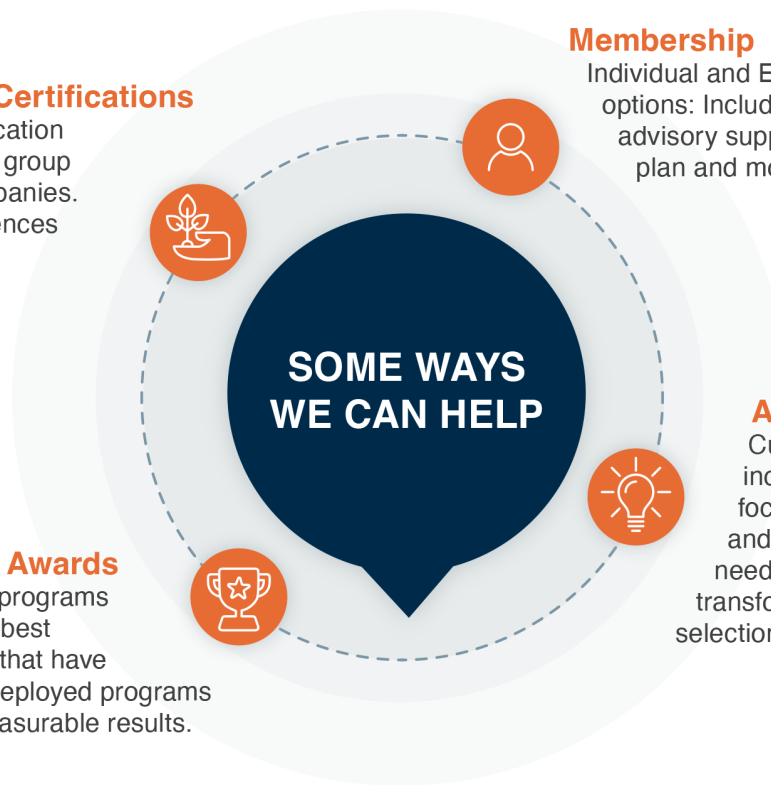 Membership
Individual and E
options: Includ
advisory supp
plan and mo
Certifications
cation
group
panies.
ences
SOME WAYS
WE CAN HELP
A
Cu
ind
foc
and
need
transfo
selection
Awards
programs
best
that have
eployed programs
asurable results.